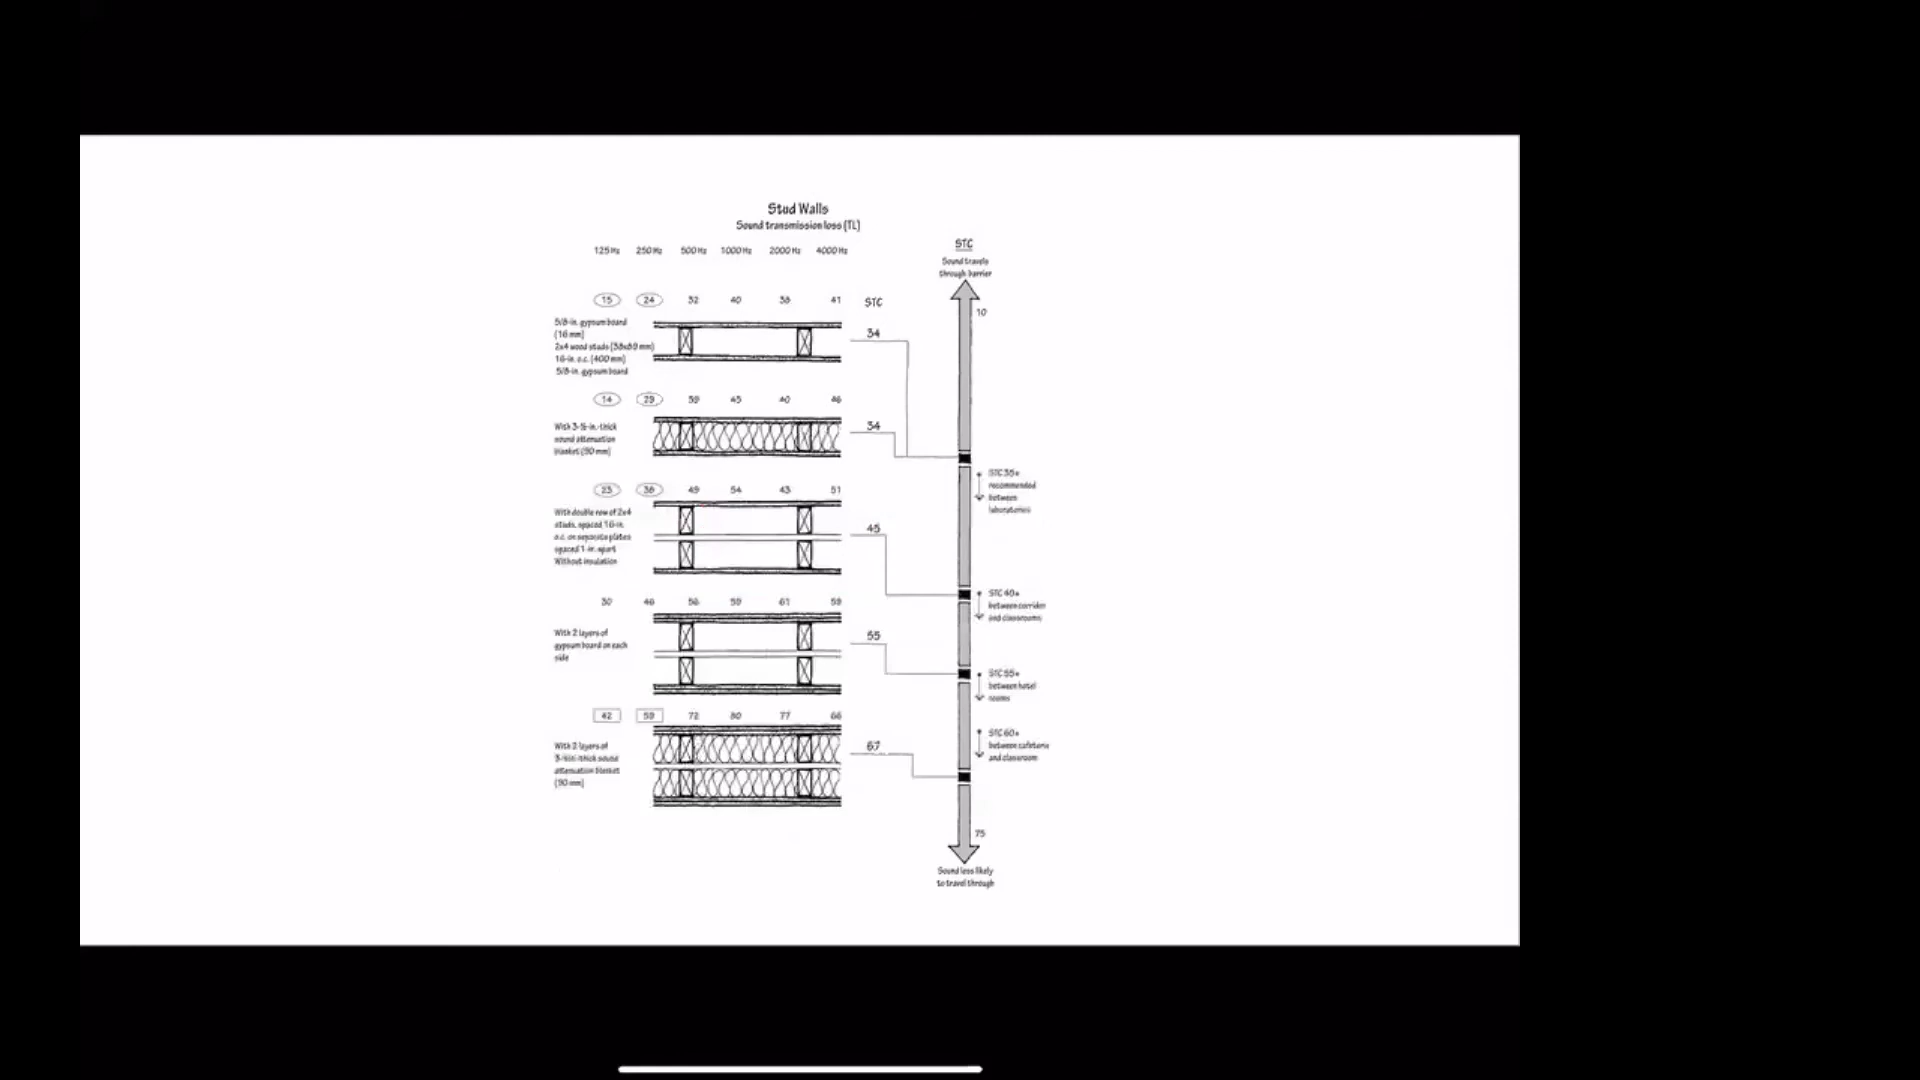 Stud Walls
Sound transmission loss (TL)
125 Hz 250 Hz 500 Hz 1000 Hz 2000 Hz 4000 Hz
STC
Sound travels
through barrier
10
15 24 32 40 38 41 STC
5/8-in. gypsum board
(16 mm)
2x4 wood studs (38x89 mm)
16-in. o.c. (400 mm)
5/8-in. gypsum board
34
14 29 39 45 40 46
With 3-½-in.-thick
sound attenuation
blanket (90 mm)
34
STC 35+
recommended
between
laboratories
23 36 49 54 43 51
With double row of 2x4
studs, spaced 16-in.
o.c. on separate plates
spaced 1-in. apart
Without insulation
45
STC 45+
between corridor
and classrooms
30 46 56 59 61 59
With 2 layers of
gypsum board on each
side
55
STC 55+
between hotel
rooms
42 59 72 80 77 66
With 2 layers of
attenuation blanket
(90 mm)
67
STC 60+
between cafeteria
and classroom
75
Sound less likely
to travel through